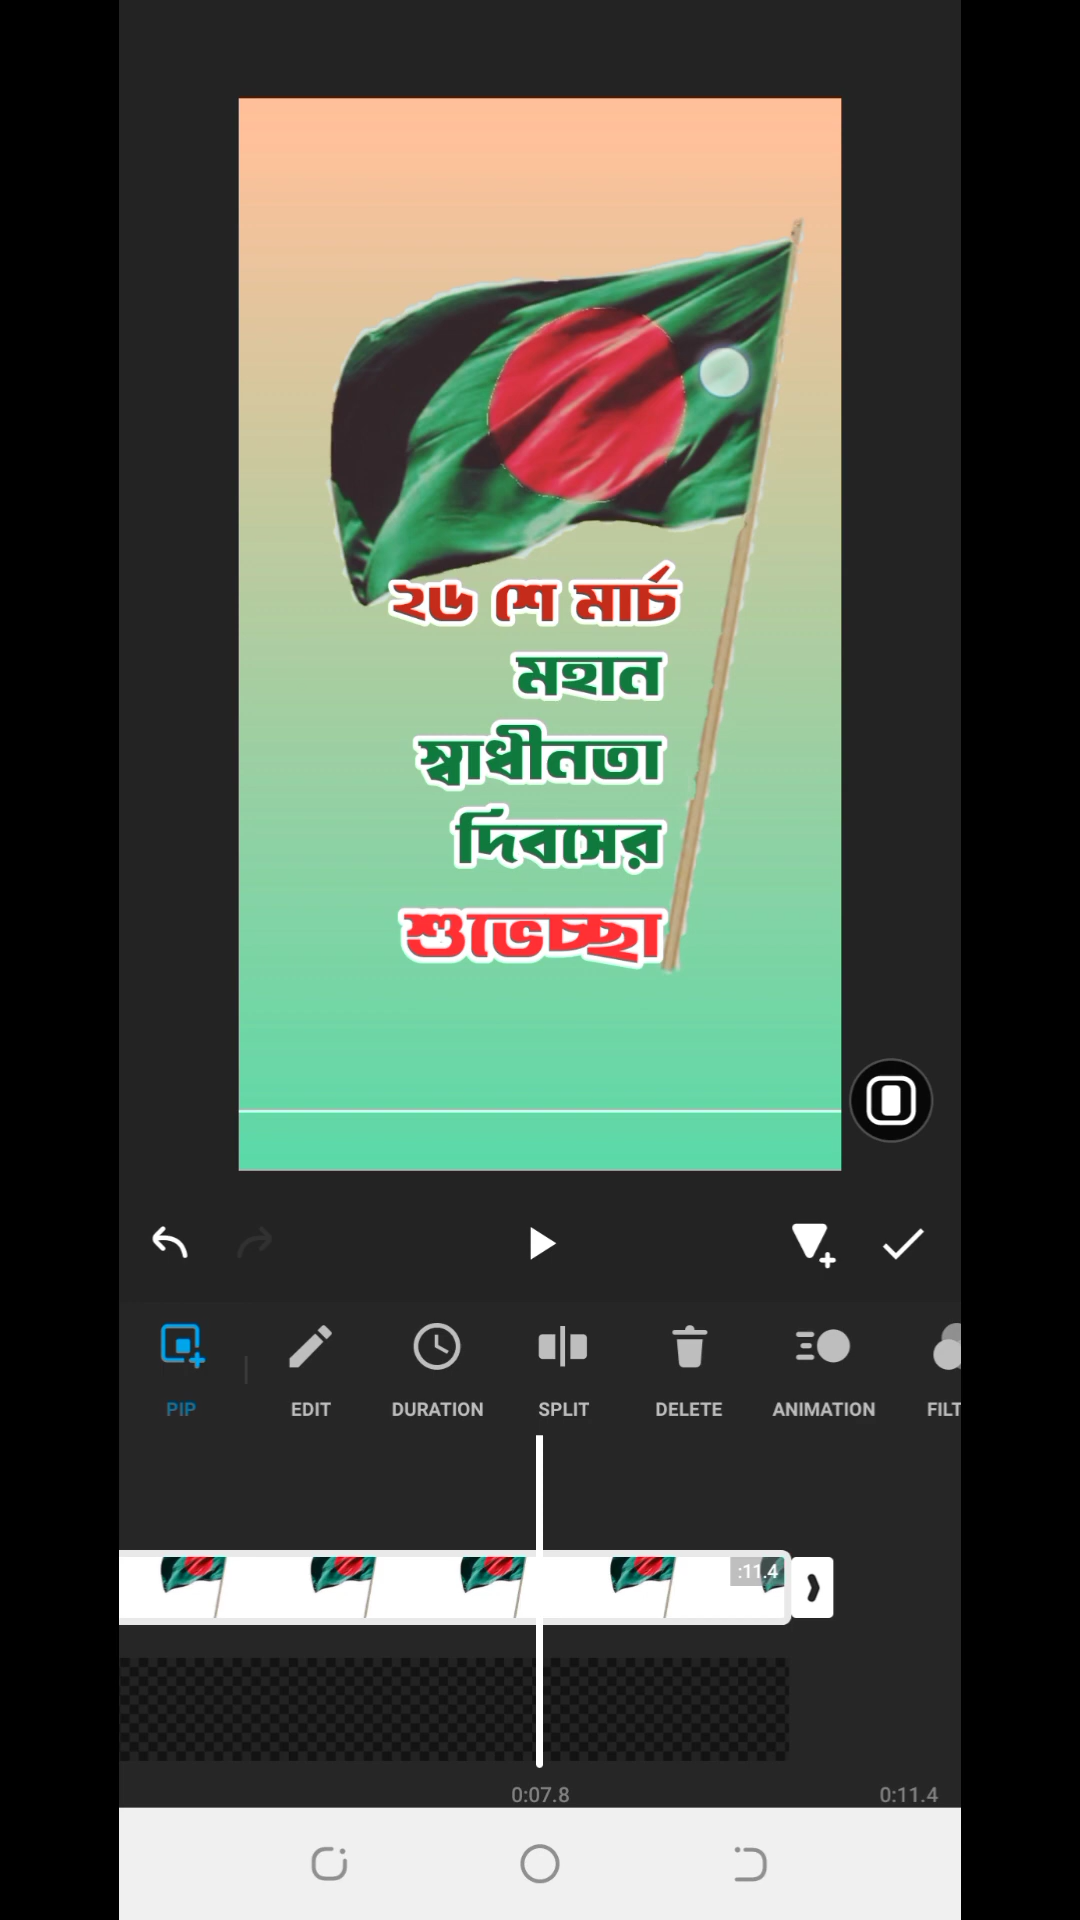 ২৬ শে মার্চ
মহান
স্বাধীনতা
দিবসের
শুভেচ্ছা
PIP
EDIT
DURATION
SPLIT
DELETE
ANIMATION
FILT
:11.4
0:07.8
0:11.4